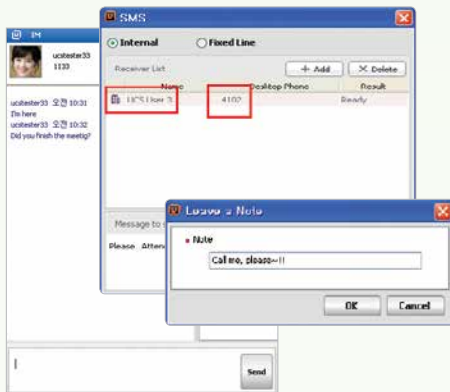 IM
ucstester33
1133
ucstester33 오전 10:31
I'm here
ucstester33 오전 10:32
Did you finish the meetig?
Send
SMS
Internal
Fixed Line
Receiver List
Add
Delete
Name
Desktop Phone
Result
UCS User 3
4102
Ready
Message to
Please Atten
Leave a Note
Note
Call me, please~!!
OK
Cancel